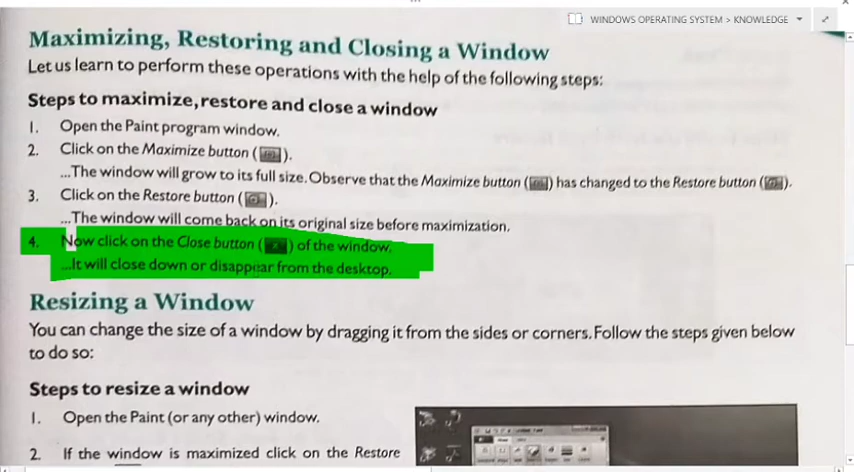 WINDOWS OPERATING SYSTEM > KNOWLEDGE
Maximizing, Restoring and Closing a Window
Let us learn to perform these operations with the help of the following steps:
Steps to maximize, restore and close a window
1. Open the Paint program window.
2. Click on the Maximize button ( ).
...The window will grow to its full size. Observe that the Maximize button ( ) has changed to the Restore button ( ).
3. Click on the Restore button ( ).
...The window will come back on its original size before maximization.
4. Now click on the Close button ( ) of the window.
...It will close down or disappear from the desktop.
Resizing a Window
You can change the size of a window by dragging it from the sides or corners. Follow the steps given below
to do so:
Steps to resize a window
1. Open the Paint (or any other) window.
2. If the window is maximized click on the Restore